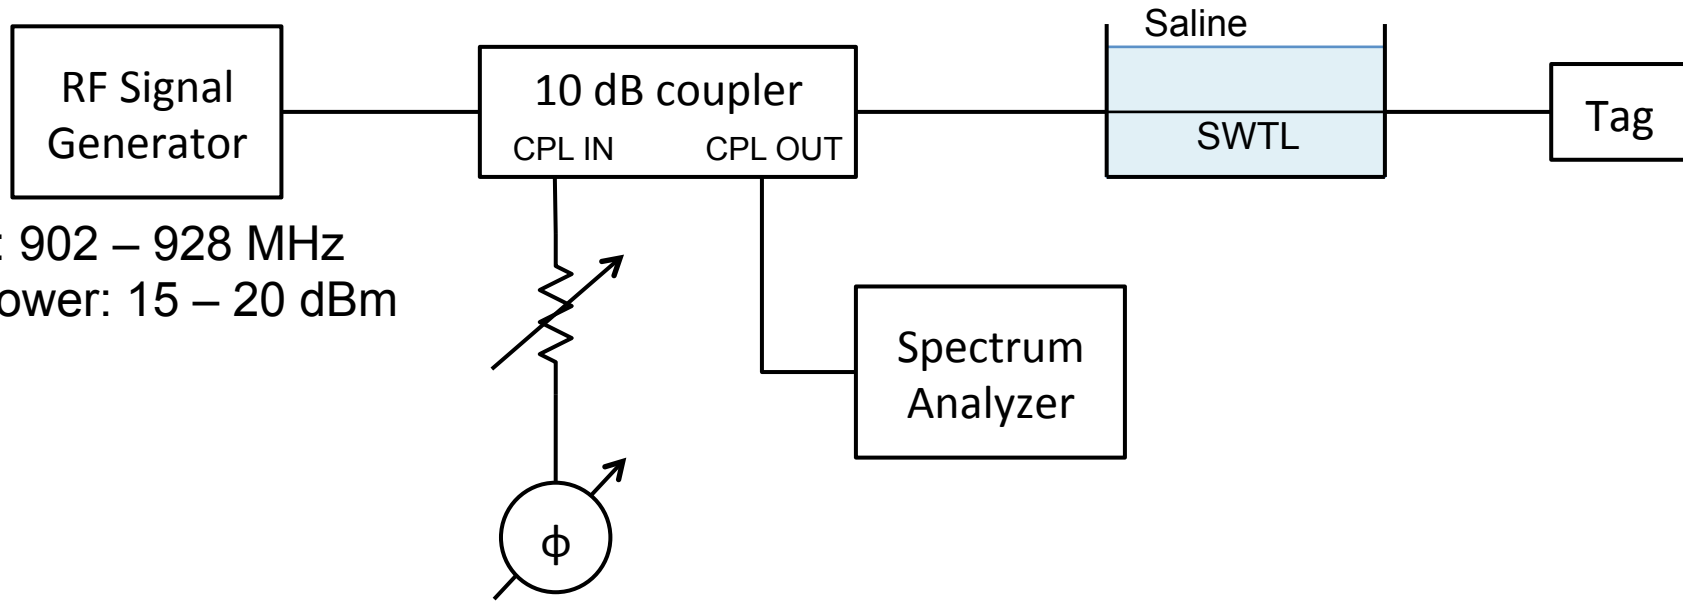 RF Signal
Generator
10 dB coupler
CPL IN
CPL OUT
Saline
SWTL
Tag
: 902 – 928 MHz
ower: 15 – 20 dBm
Spectrum
Analyzer
ϕ